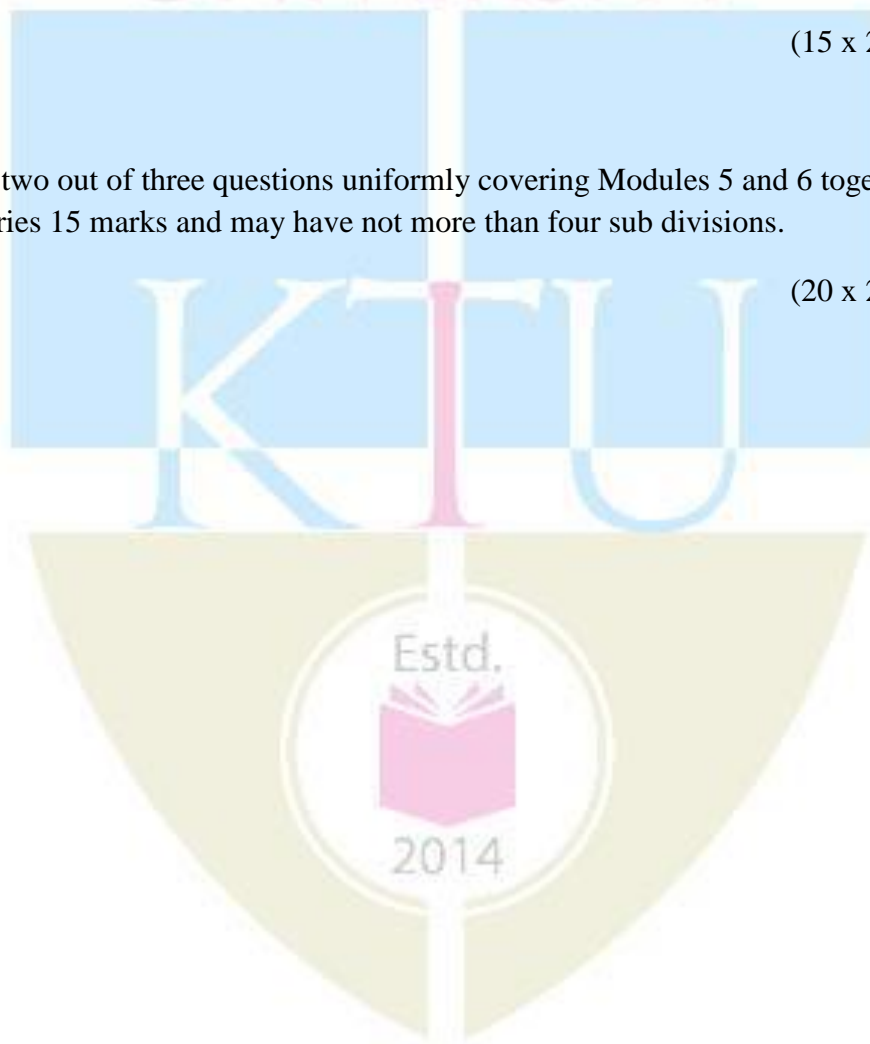 (15 x 2
two out of three questions uniformly covering Modules 5 and 6 toge
ries 15 marks and may have not more than four sub divisions.
(20 x 2
KTU
Estd.
2014